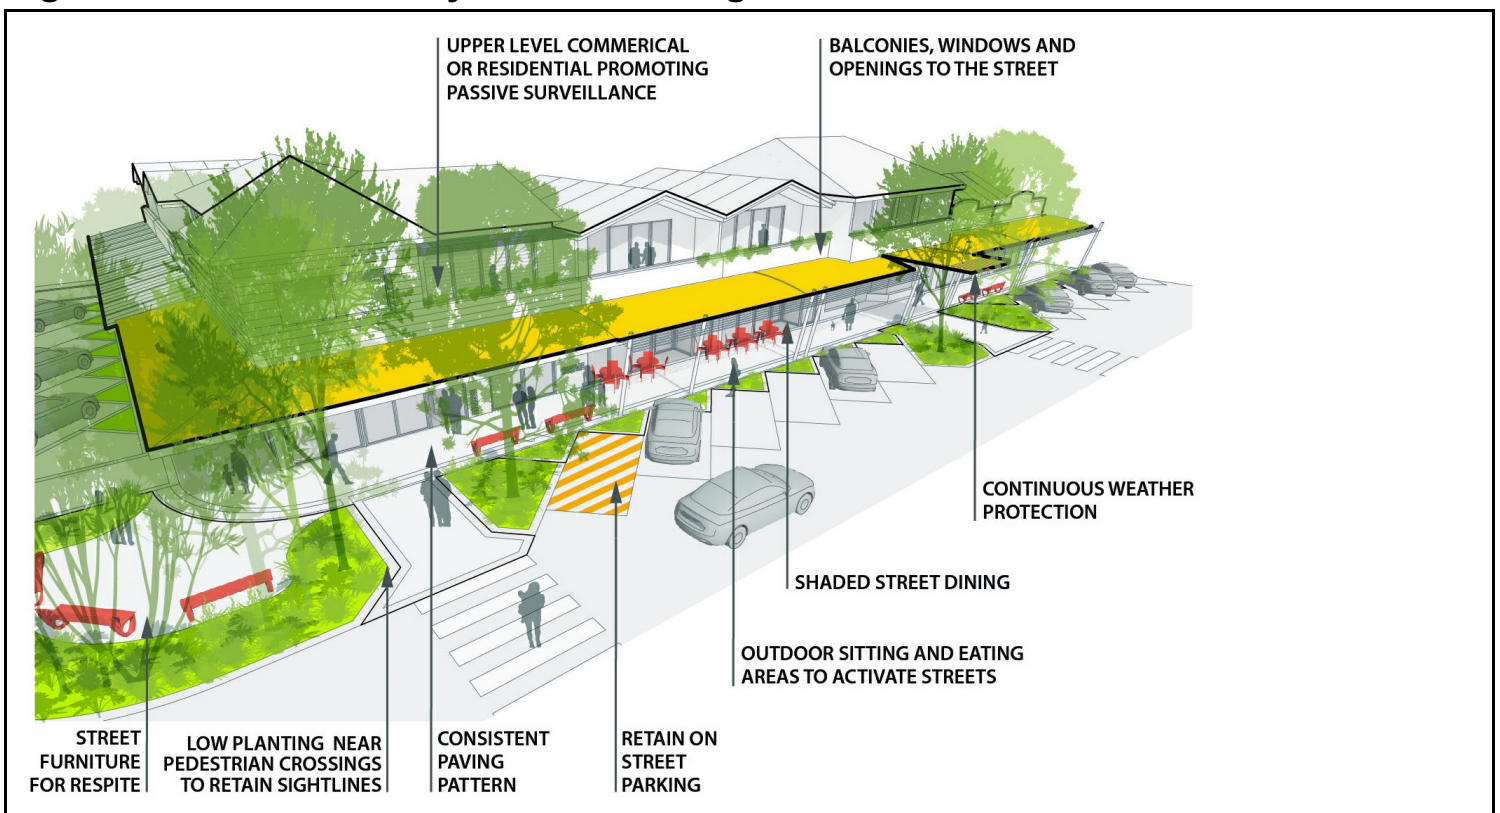 UPPER LEVEL COMMERICAL
OR RESIDENTIAL PROMOTING
PASSIVE SURVEILLANCE
BALCONIES, WINDOWS AND
OPENINGS TO THE STREET
CONTINUOUS WEATHER
PROTECTION
SHADED STREET DINING
OUTDOOR SITTING AND EATING
AREAS TO ACTIVATE STREETS
STREET
FURNITURE
FOR RESPITE
LOW PLANTING NEAR
PEDESTRIAN CROSSINGS
TO RETAIN SIGHTLINES
CONSISTENT
PAVING
PATTERN
RETAIN ON
STREET
PARKING